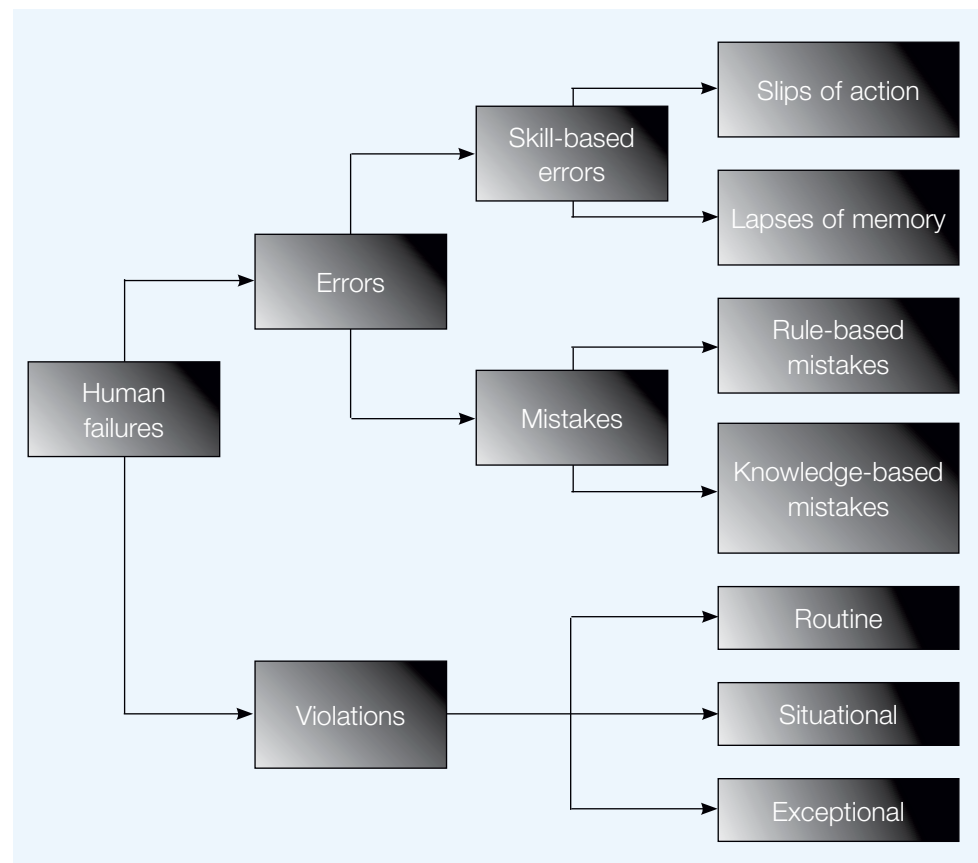 Slips of action
Skill-based
errors
Lapses of memory
Errors
Rule-based
mistakes
Human
failures
Mistakes
Knowledge-based
mistakes
Routine
Violations
Situational
Exceptional